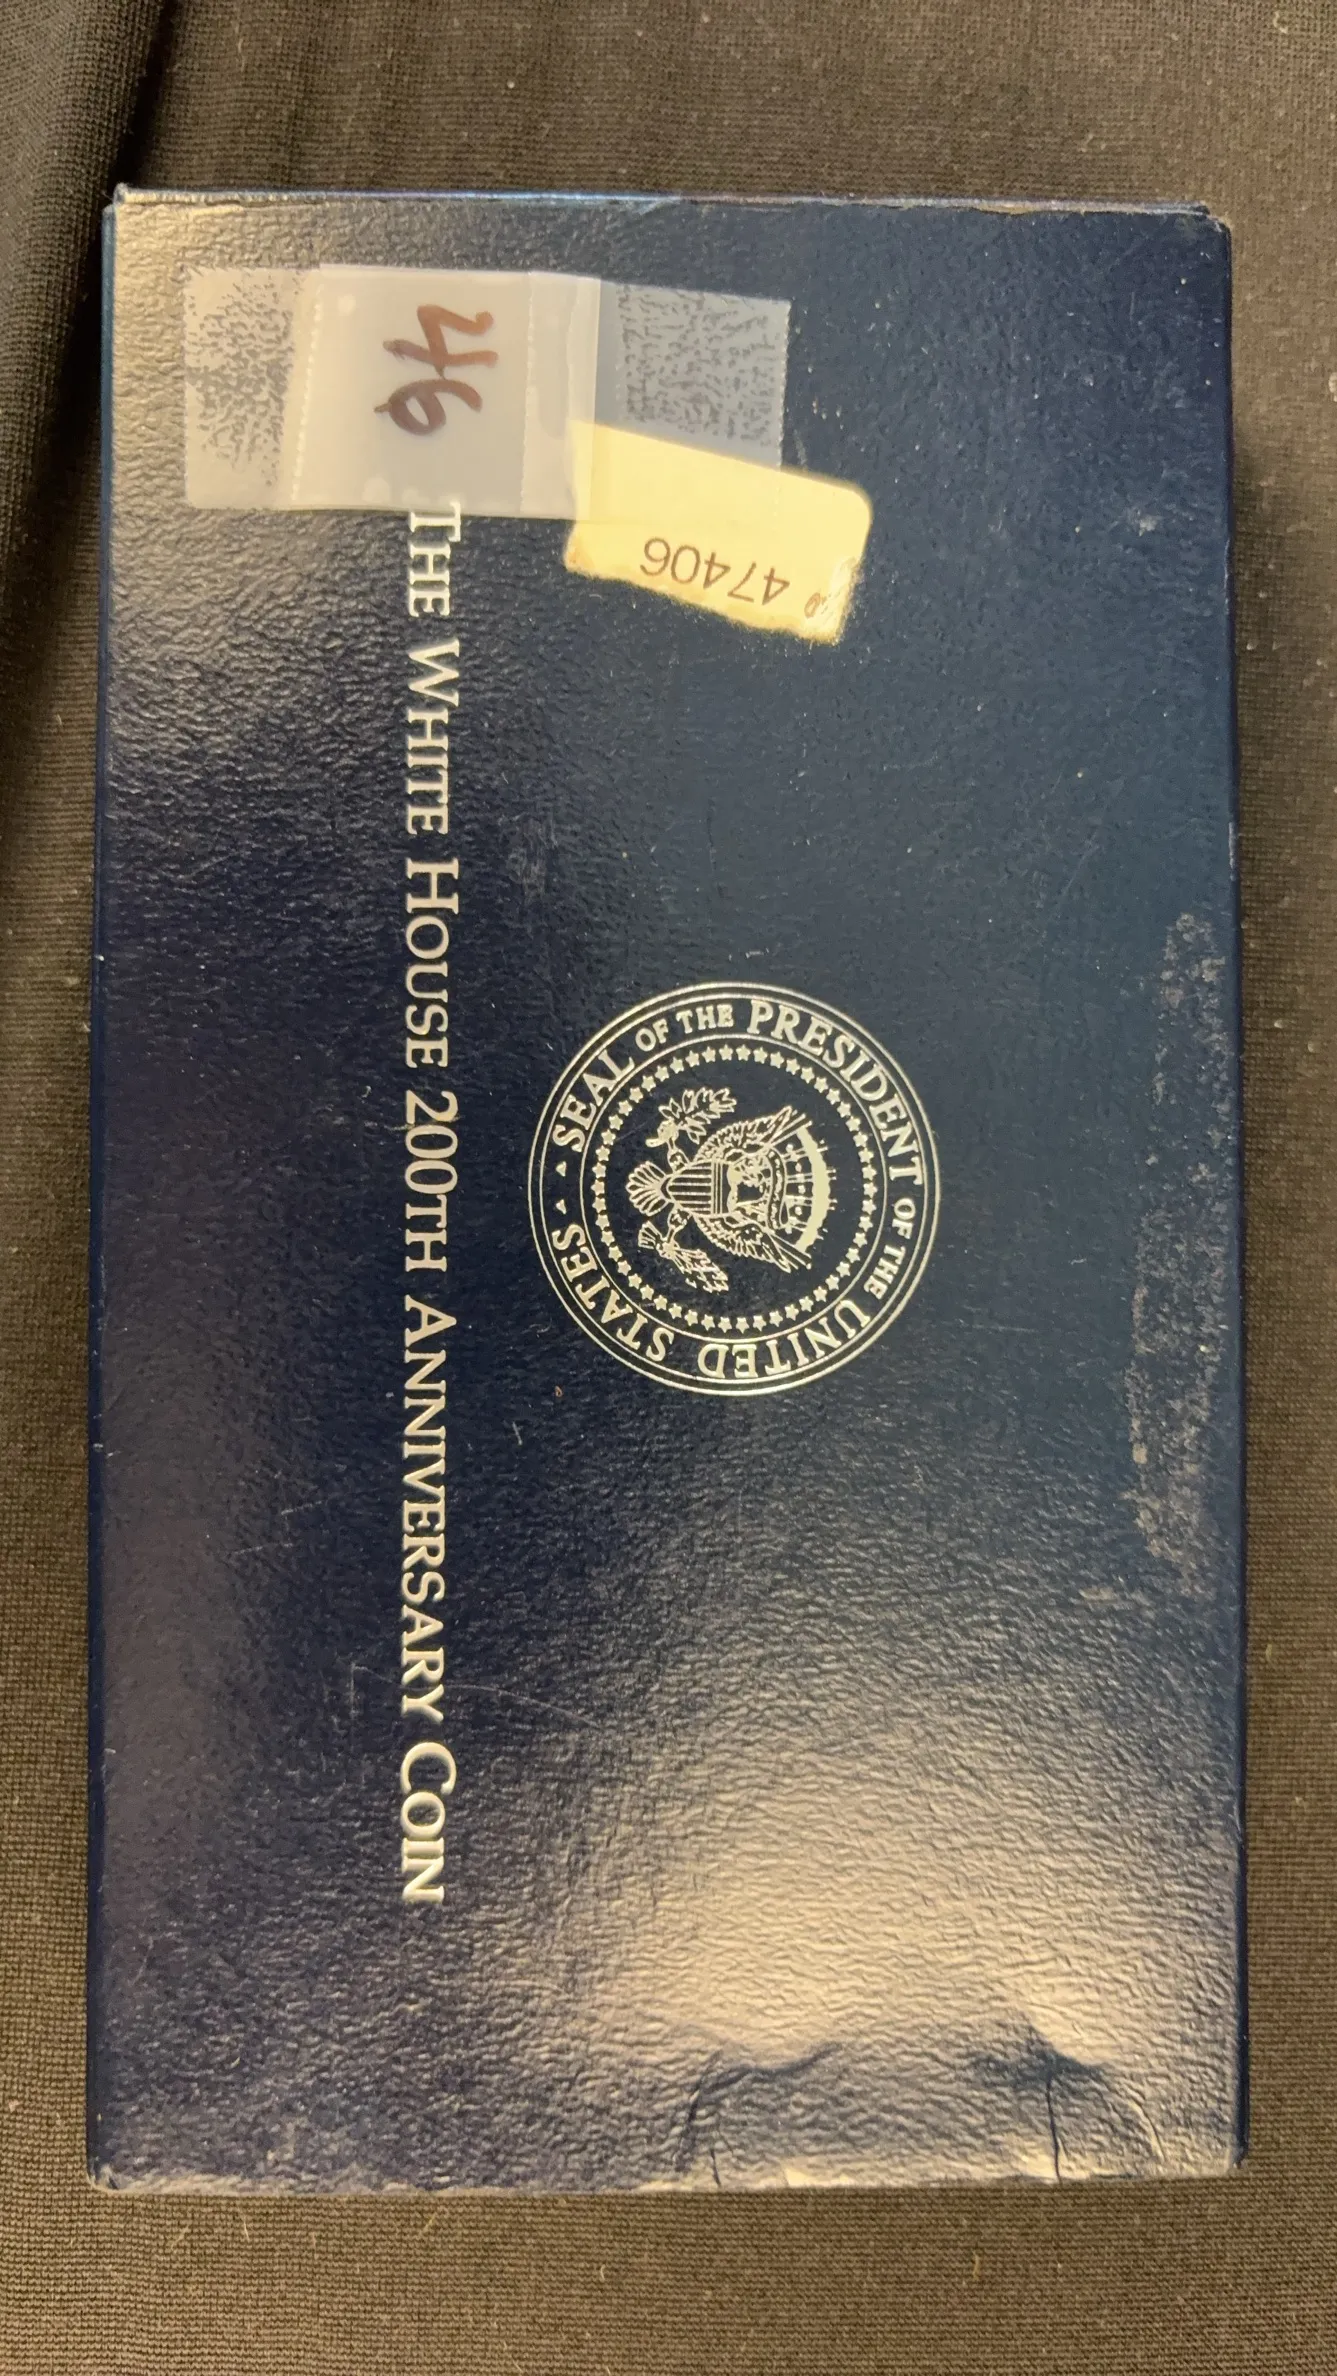 46
47406
THE WHITE HOUSE 200TH ANNIVERSARY COIN
SEAL OF THE PRESIDENT OF THE UNITED STATES